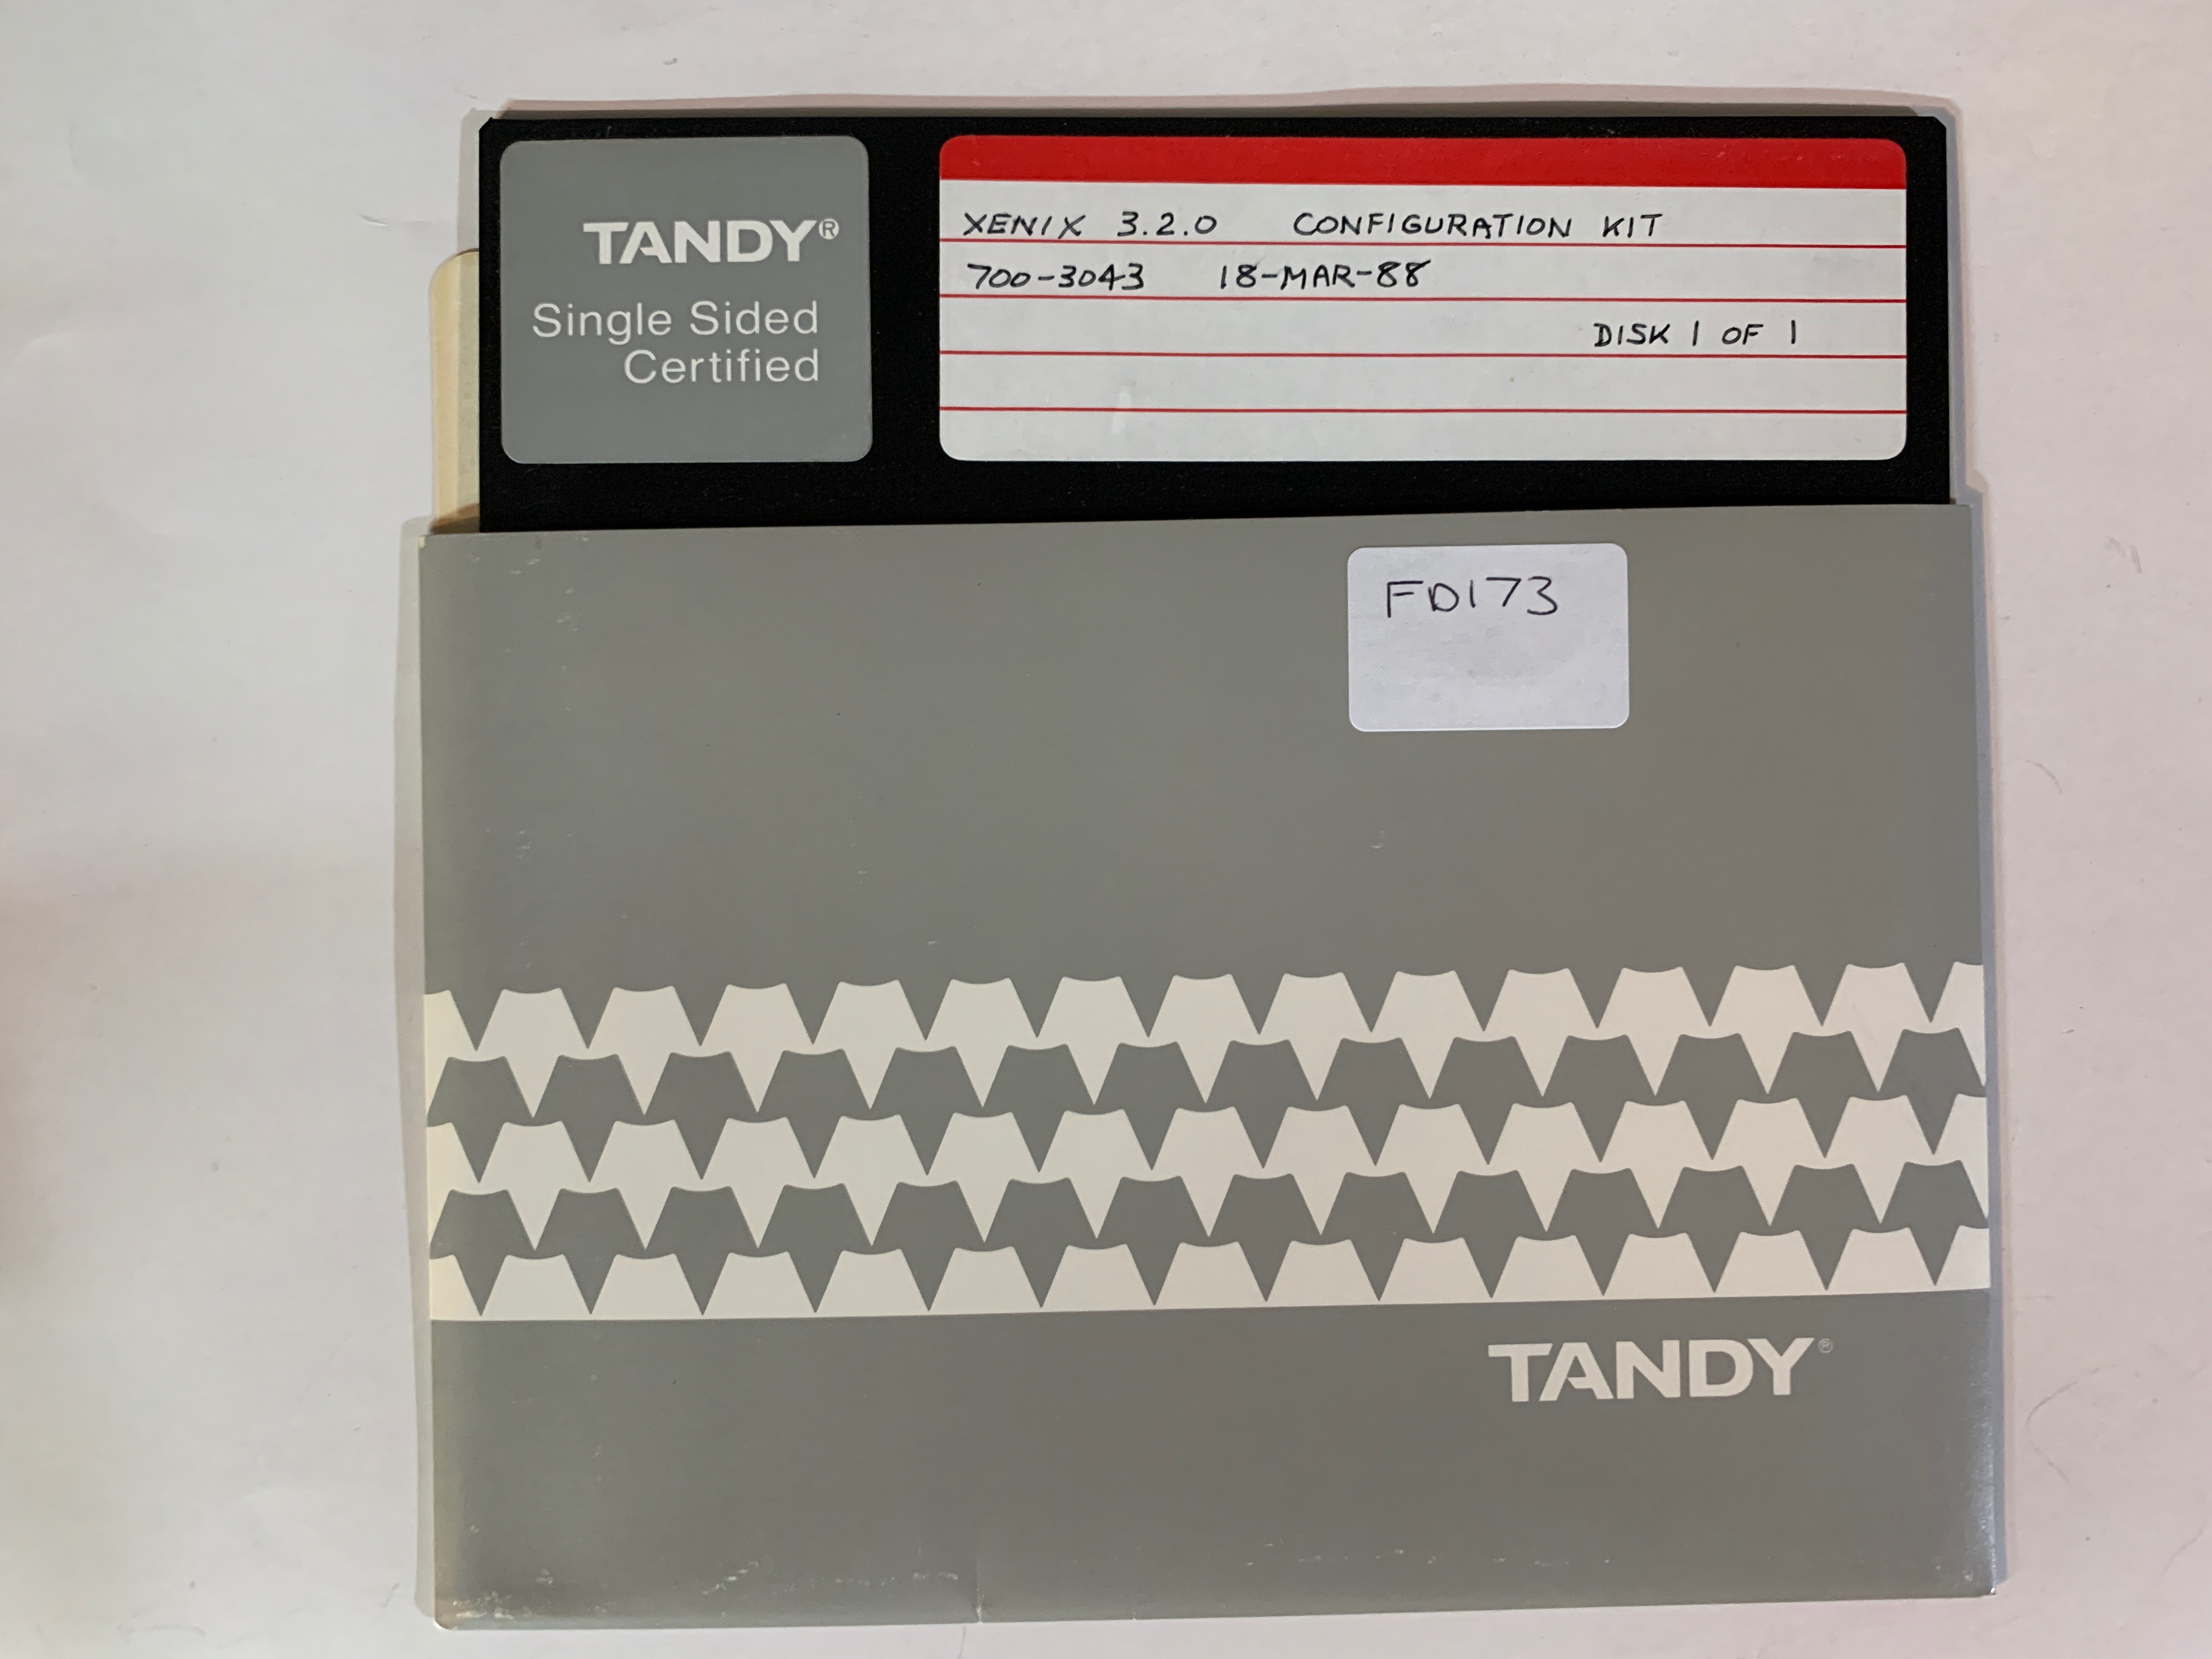 TANDY®
Single Sided
Certified
XENIX 3.2.0 CONFIGURATION KIT
700-3043 18-MAR-88
DISK 1 OF 1
FD173
TANDY®